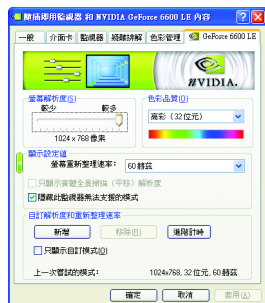 隨插即用監視器 和 NVIDIA GeForce 6600 LE 內容
一般 介面卡 監視器 疑難排解 色彩管理 GeForce 6600 LE
NVIDIA.
螢幕解析度(S) 色彩品質(Q)
較少 較多
高彩 (32 位元)
1024 x 768 像素
顯示設定值
螢幕重新整理速率: 60 赫茲
只顯示實體全員掃描 (平移) 解析度
隱藏此監視器無法支援的模式
自訂解析度和重新整理速率
新增 移除(R) 進階計時
只顯示自訂模式(O)
上一次嘗試的模式: 1024x768, 32 位元, 60 赫茲
確定 取消 套用(A)